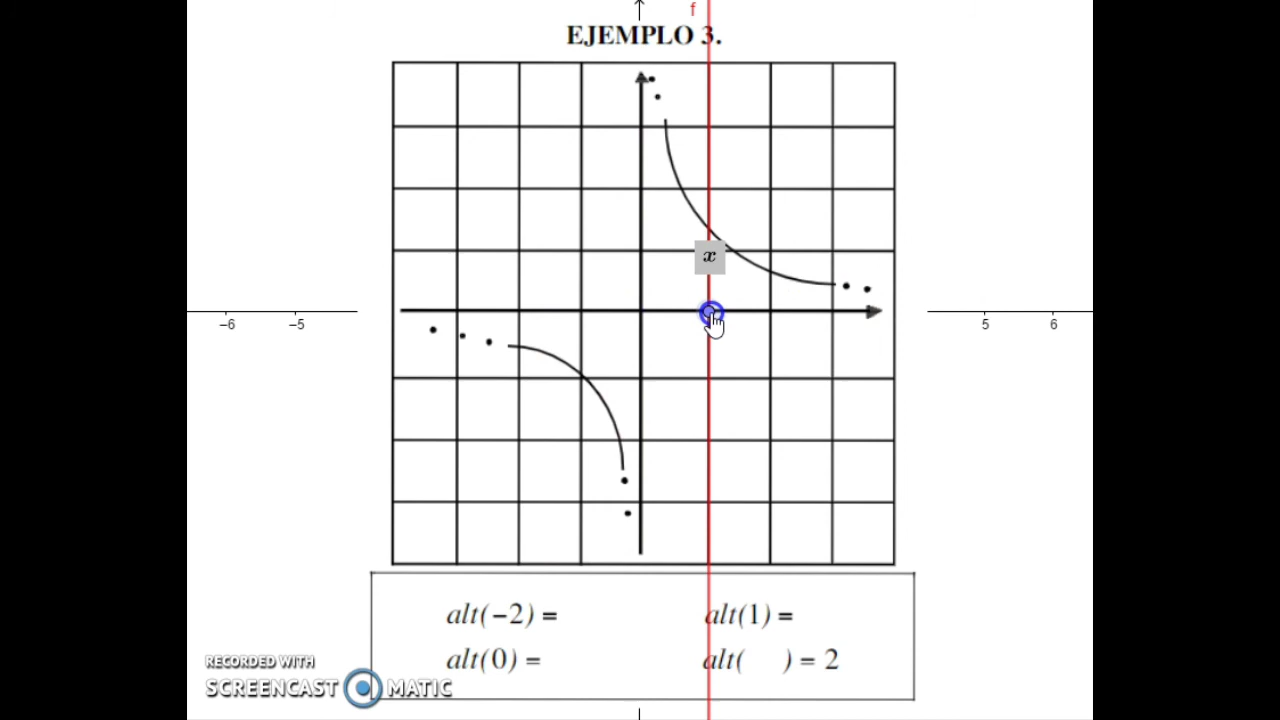 f
EJEMPLO 3.
x
−6 −5 5 6
alt(−2) = alt(1) =
alt(0) = alt( ) = 2
RECORDED WITH
SCREENCAST MATIC